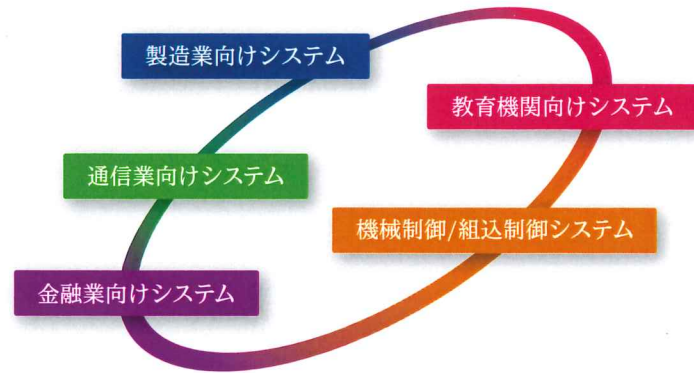 製造業向けシステム
教育機関向けシステム
通信業向けシステム
機械制御/組込制御システム
金融業向けシステム